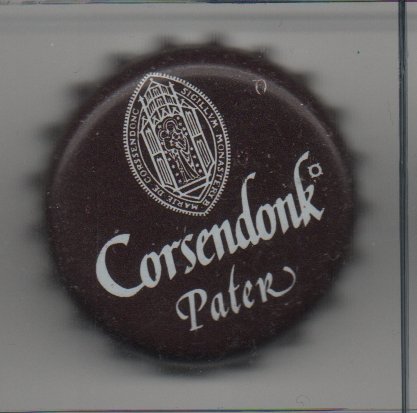 SIGILLVM MONASTERII B. MARIE DE CORSENDONC
Corsendonk
Pater